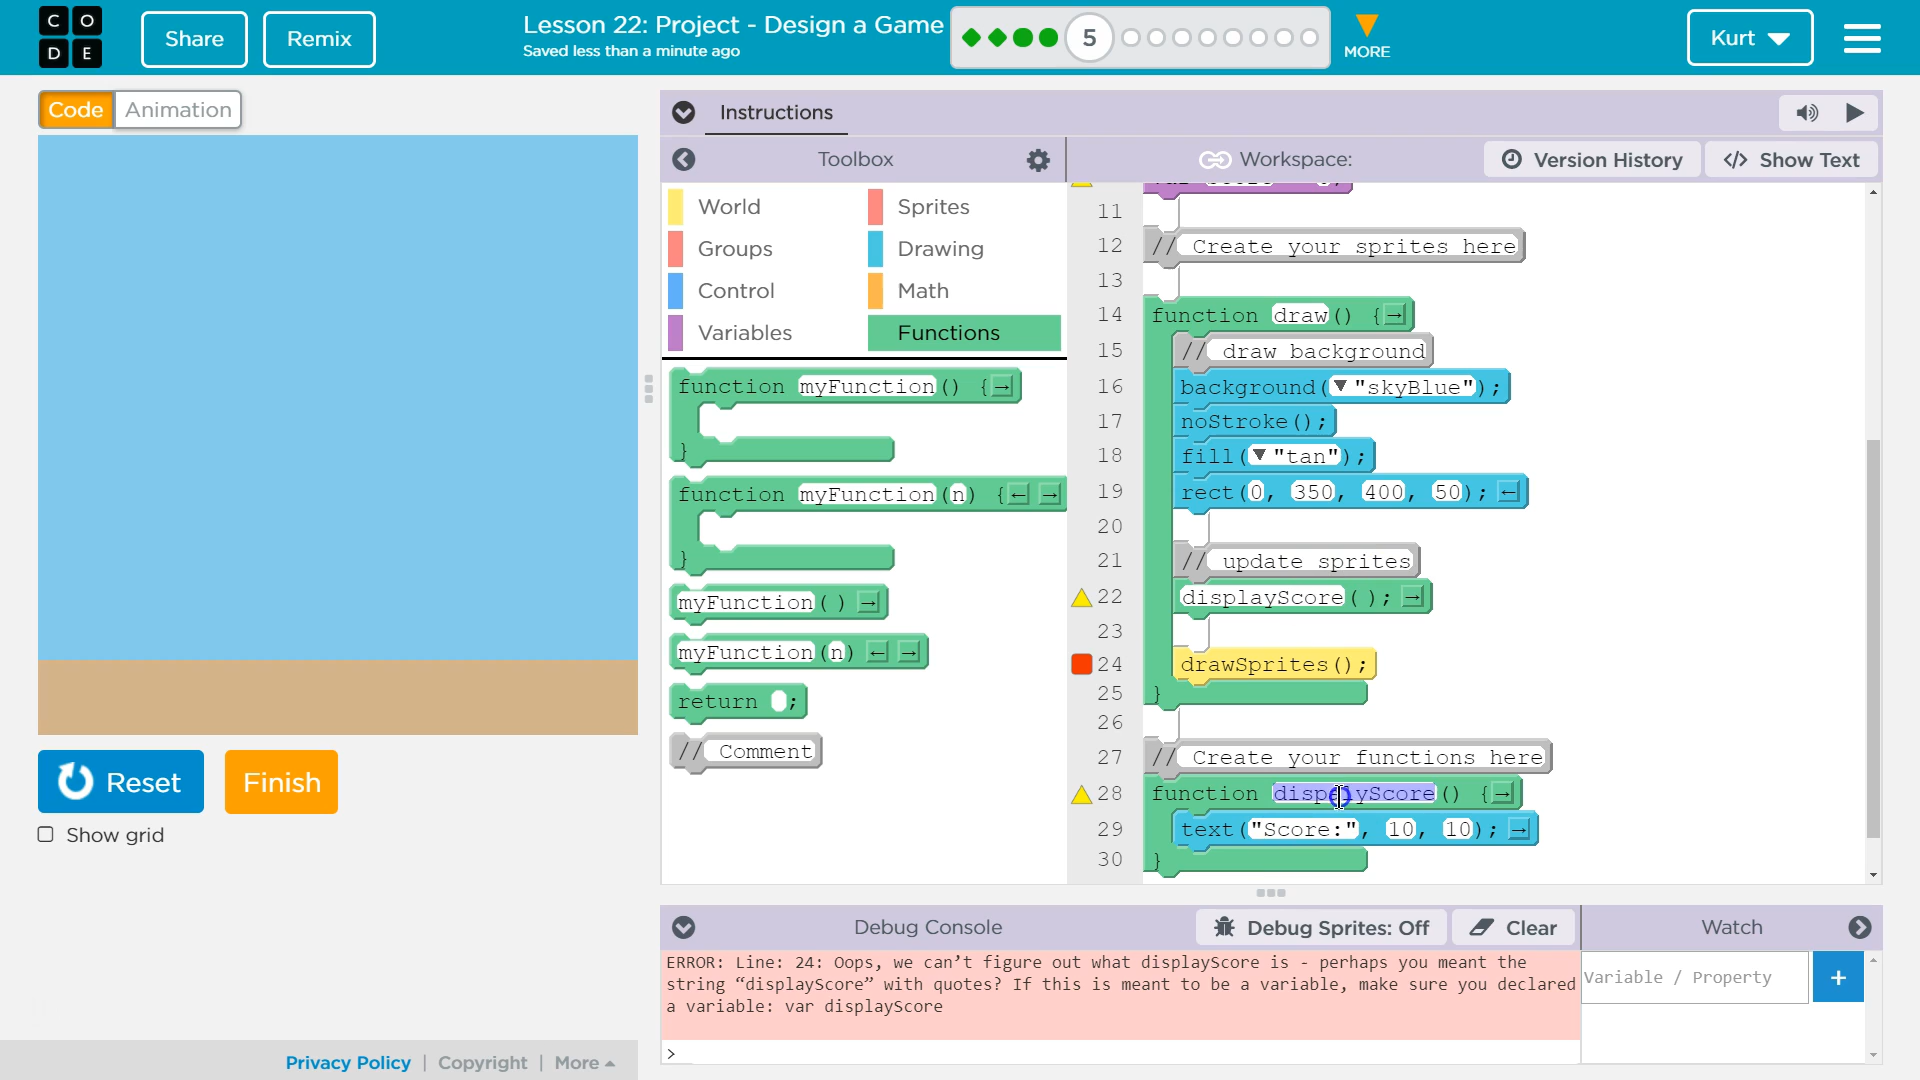 C O
D E
Share
Remix
Lesson 22: Project - Design a Game
Saved less than a minute ago
5
MORE
Kurt
Code
Animation
Instructions
Toolbox
Workspace:
Version History
</> Show Text
World
Sprites
Groups
Drawing
Control
Math
Variables
Functions
function myFunction() {
}
function myFunction(n) {
}
myFunction()
myFunction(n)
return ;
// Comment
11
12 // Create your sprites here
13
14 function draw() {
15 // draw background
16 background("skyBlue");
17 noStroke();
18 fill("tan");
19 rect(0, 350, 400, 50);
20
21 // update sprites
22 displayScore();
23
24 drawSprites();
25 }
26
27 // Create your functions here
28 function displayScore() {
29 text("Score:", 10, 10);
30 }
Reset
Finish
Show grid
Debug Console
Debug Sprites: Off
Clear
Watch
ERROR: Line: 24: Oops, we can’t figure out what displayScore is - perhaps you meant the
string “displayScore” with quotes? If this is meant to be a variable, make sure you declared
a variable: var displayScore
>
Variable / Property
+
Privacy Policy | Copyright | More